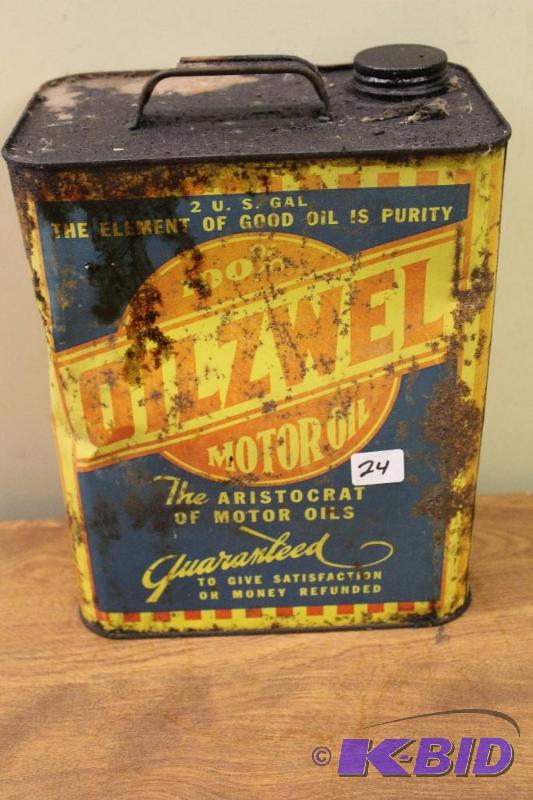 2 U. S. GAL
THE ELEMENT OF GOOD OIL IS PURITY
100%
OILZWEL
MOTOR OIL
24
The ARISTOCRAT
OF MOTOR OILS
Guaranteed
TO GIVE SATISFACTION
OR MONEY REFUNDED
© K-BID